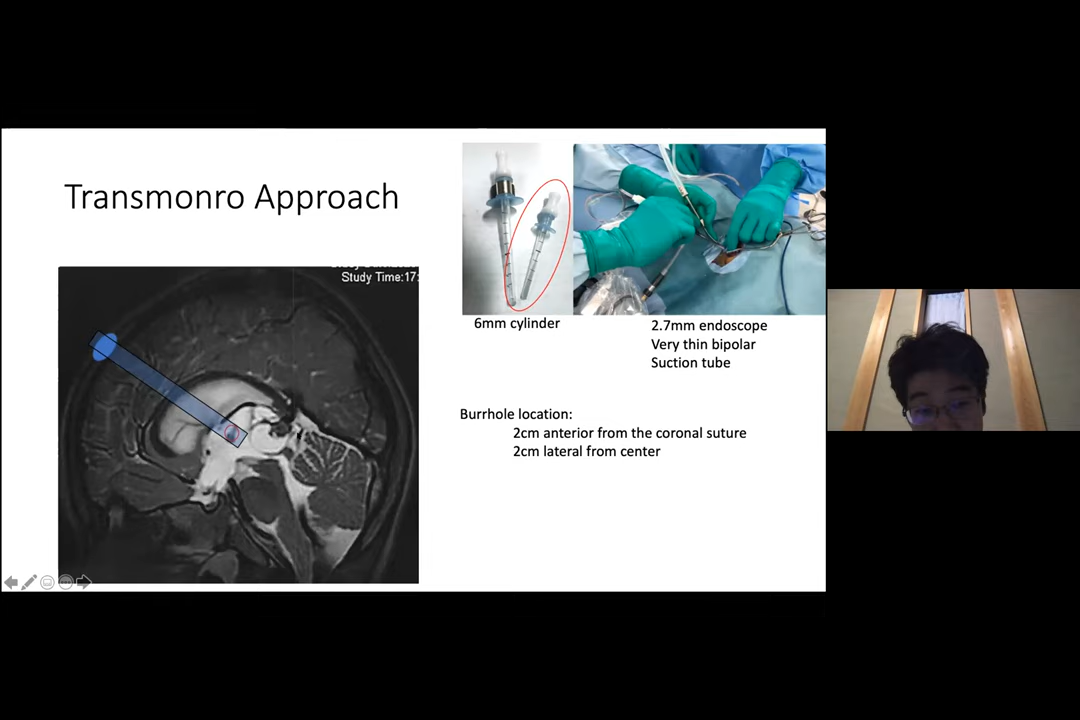 Transmonro Approach
Study Time:17:
6mm cylinder
2.7mm endoscope
Very thin bipolar
Suction tube
Burrhole location:
2cm anterior from the coronal suture
2cm lateral from center